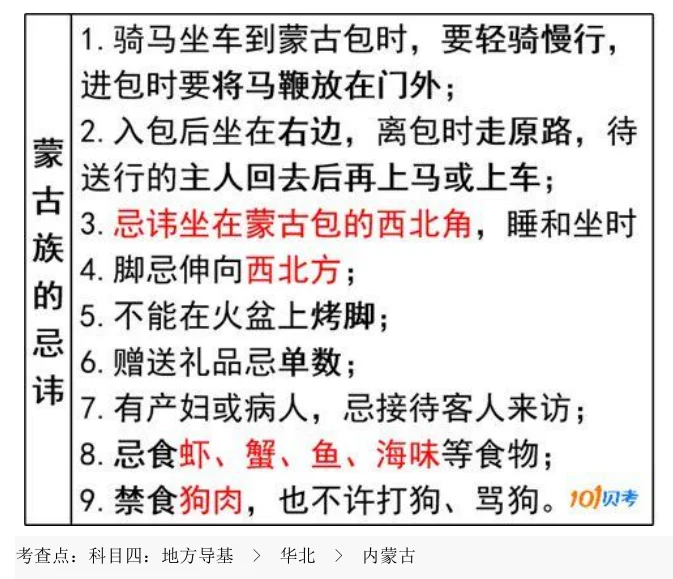 蒙古族的忌讳
1. 骑马坐车到蒙古包时，要轻骑慢行，
进包时要将马鞭放在门外；
2. 入包后坐在右边，离包时走原路，待
送行的主人回去后再上马或上车；
3. 忌讳坐在蒙古包的西北角，睡和坐时
4. 脚忌伸向西北方；
5. 不能在火盆上烤脚；
6. 赠送礼品忌单数；
7. 有产妇或病人，忌接待客人来访；
8. 忌食虾、蟹、鱼、海味等食物；
9. 禁食狗肉，也不许打狗、骂狗。
101贝考
考查点：科目四：地方导基 > 华北 > 内蒙古